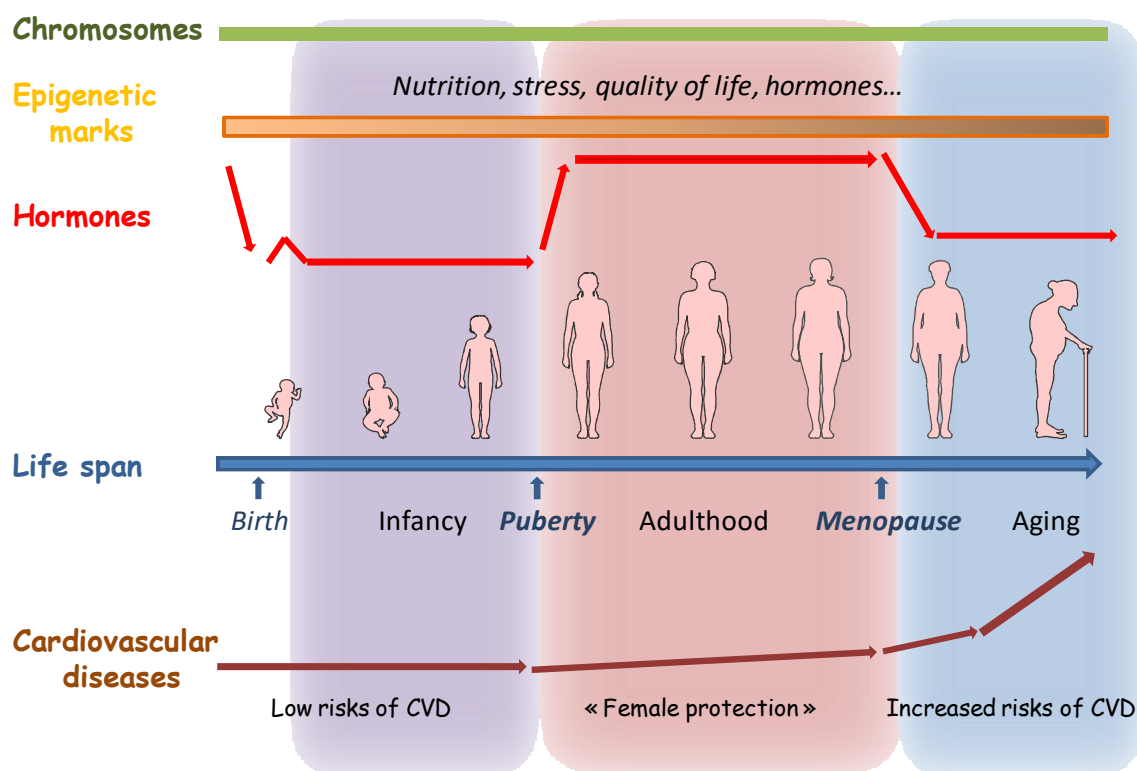 Chromosomes
Epigenetic
marks
Nutrition, stress, quality of life, hormones...
Hormones
Life span
Birth
Infancy
Puberty
Adulthood
Menopause
Aging
Cardiovascular
diseases
Low risks of CVD
« Female protection »
Increased risks of CVD